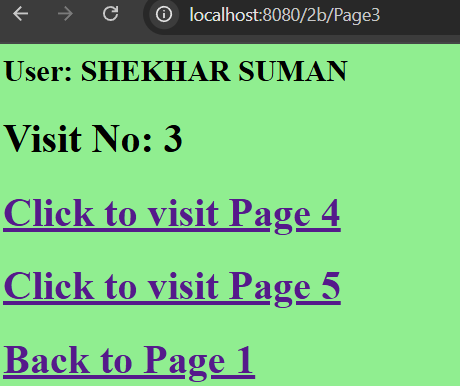 localhost:8080/2b/Page3
User: SHEKHAR SUMAN
Visit No: 3
Click to visit Page 4
Click to visit Page 5
Back to Page 1